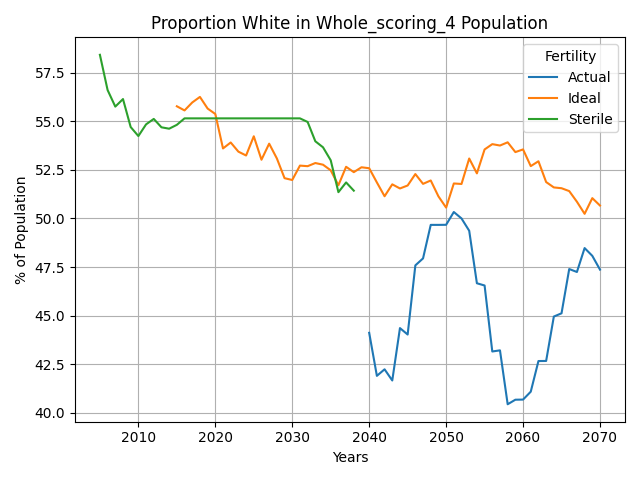 Proportion White in Whole_scoring_4 Population
Fertility
Actual
Ideal
Sterile
% of Population
57.5
55.0
52.5
50.0
47.5
45.0
42.5
40.0
2010 2020 2030 2040 2050 2060 2070
Years